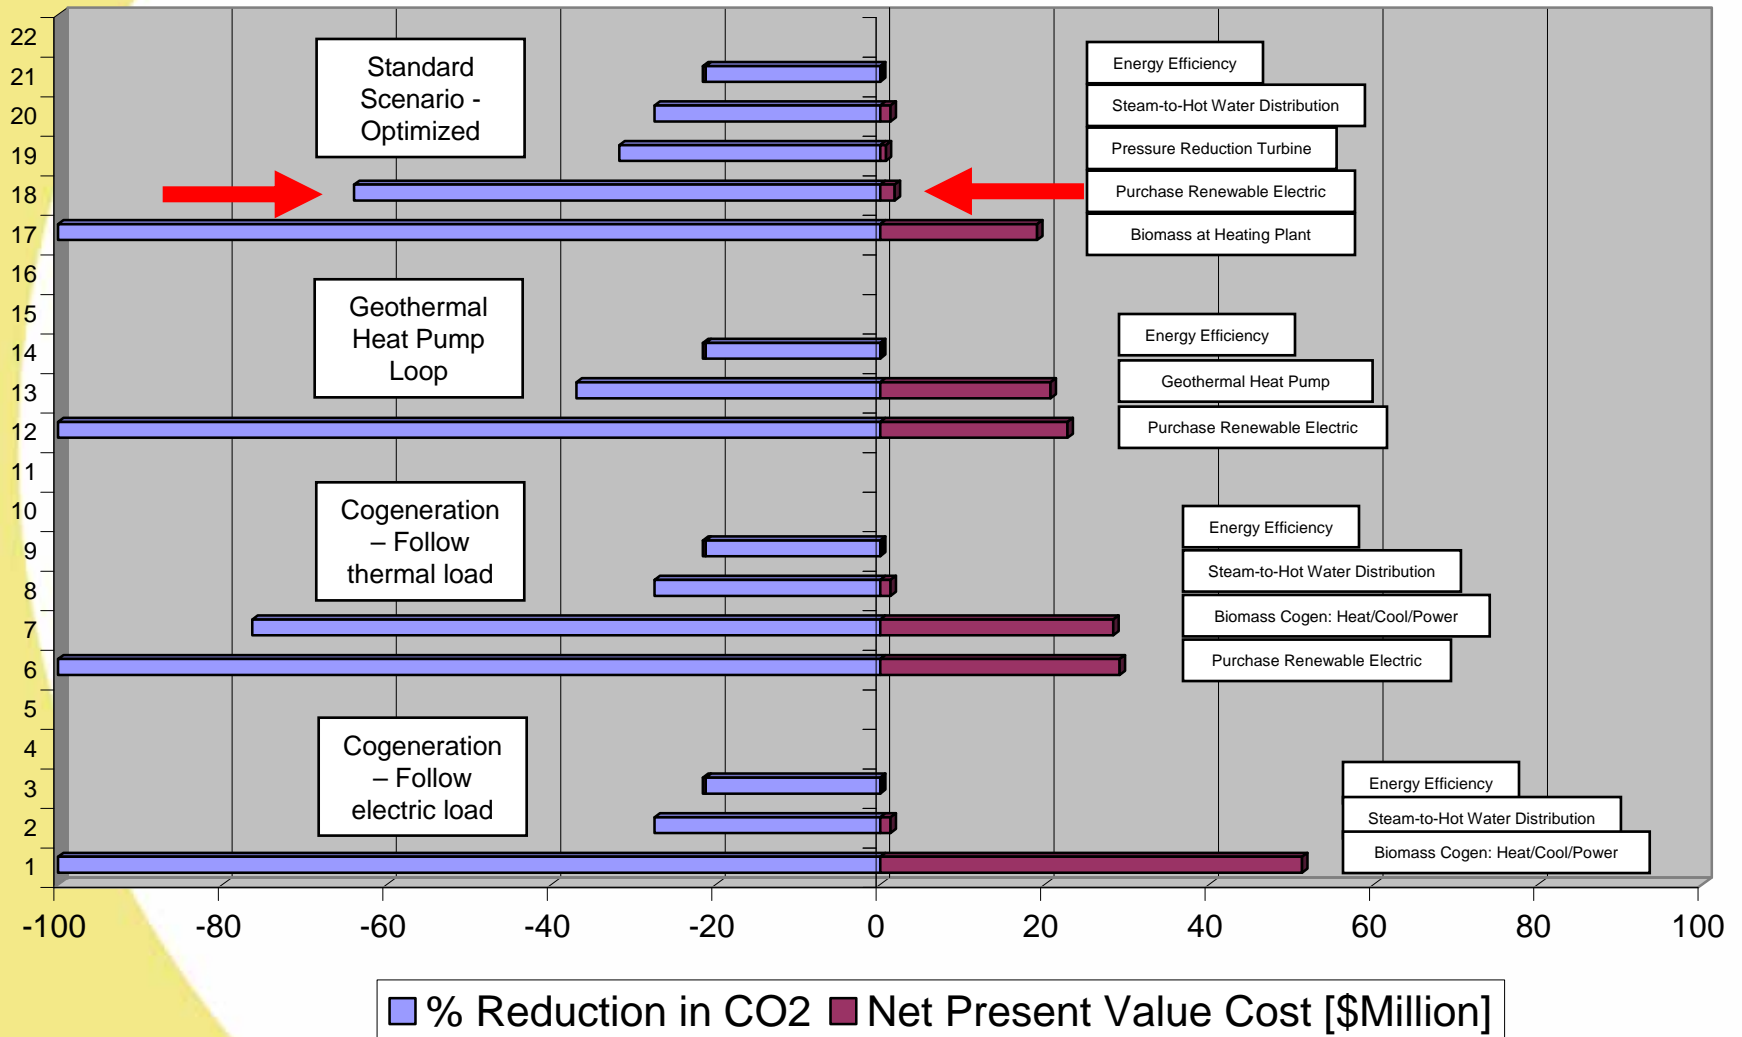 22
21
20
19
18
17
16
15
14
13
12
11
10
9
8
7
6
5
4
3
2
1
Standard
Scenario -
Optimized
Energy Efficiency
Steam-to-Hot Water Distribution
Pressure Reduction Turbine
Purchase Renewable Electric
Biomass at Heating Plant
Geothermal
Heat Pump
Loop
Energy Efficiency
Geothermal Heat Pump
Purchase Renewable Electric
Cogeneration
– Follow
thermal load
Energy Efficiency
Steam-to-Hot Water Distribution
Biomass Cogen: Heat/Cool/Power
Purchase Renewable Electric
Cogeneration
– Follow
electric load
Energy Efficiency
Steam-to-Hot Water Distribution
Biomass Cogen: Heat/Cool/Power
-100 -80 -60 -40 -20 0 20 40 60 80 100
% Reduction in CO2 Net Present Value Cost [$Million]